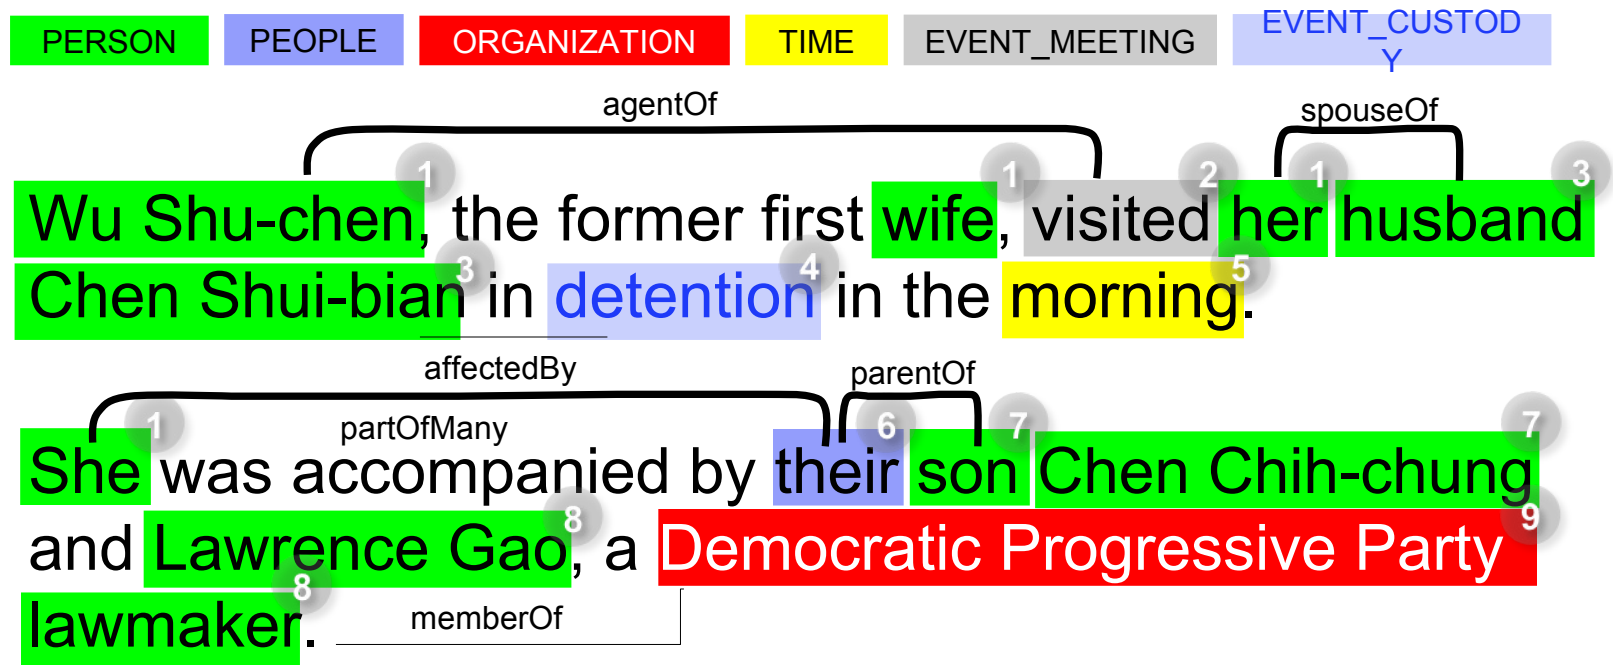 PERSON PEOPLE ORGANIZATION TIME EVENT_MEETING EVENT_CUSTOD
Y
agentOf spouseOf
1 1 2 1 3
Wu Shu-chen, the former first wife, visited her husband
3 4 5
Chen Shui-bian in detention in the morning.
affectedBy parentOf
1 partOfMany 6 7 7
She was accompanied by their son Chen Chih-chung
8 9
and Lawrence Gao, a Democratic Progressive Party
8
lawmaker. memberOf